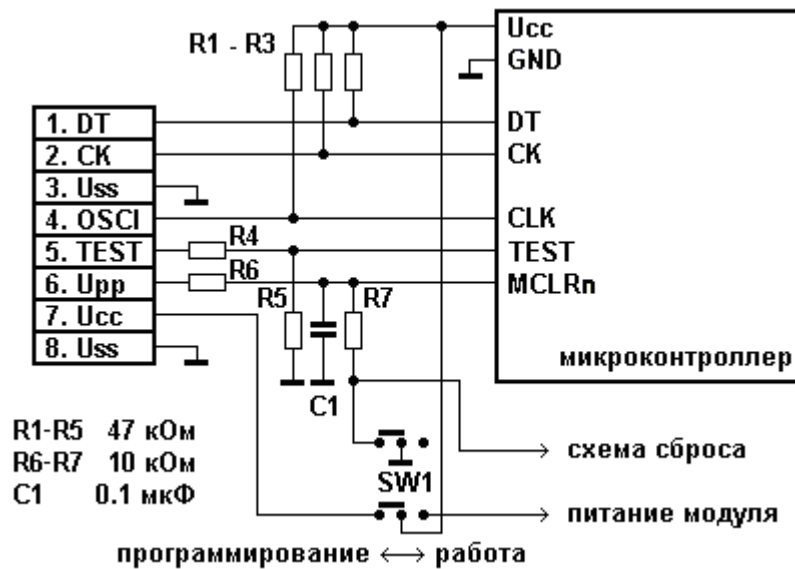 R1 - R3
Ucc
GND
1. DT
DT
2. CK
CK
3. Uss
4. OSCI
CLK
5. TEST
R4
TEST
6. Upp
R6
MCLRn
7. Ucc
R5
R7
8. Uss
микроконтроллер
C1
R1-R5 47 кОм
R6-R7 10 кОм
C1 0.1 мкФ
схема сброса
SW1
питание модуля
программирование <--> работа